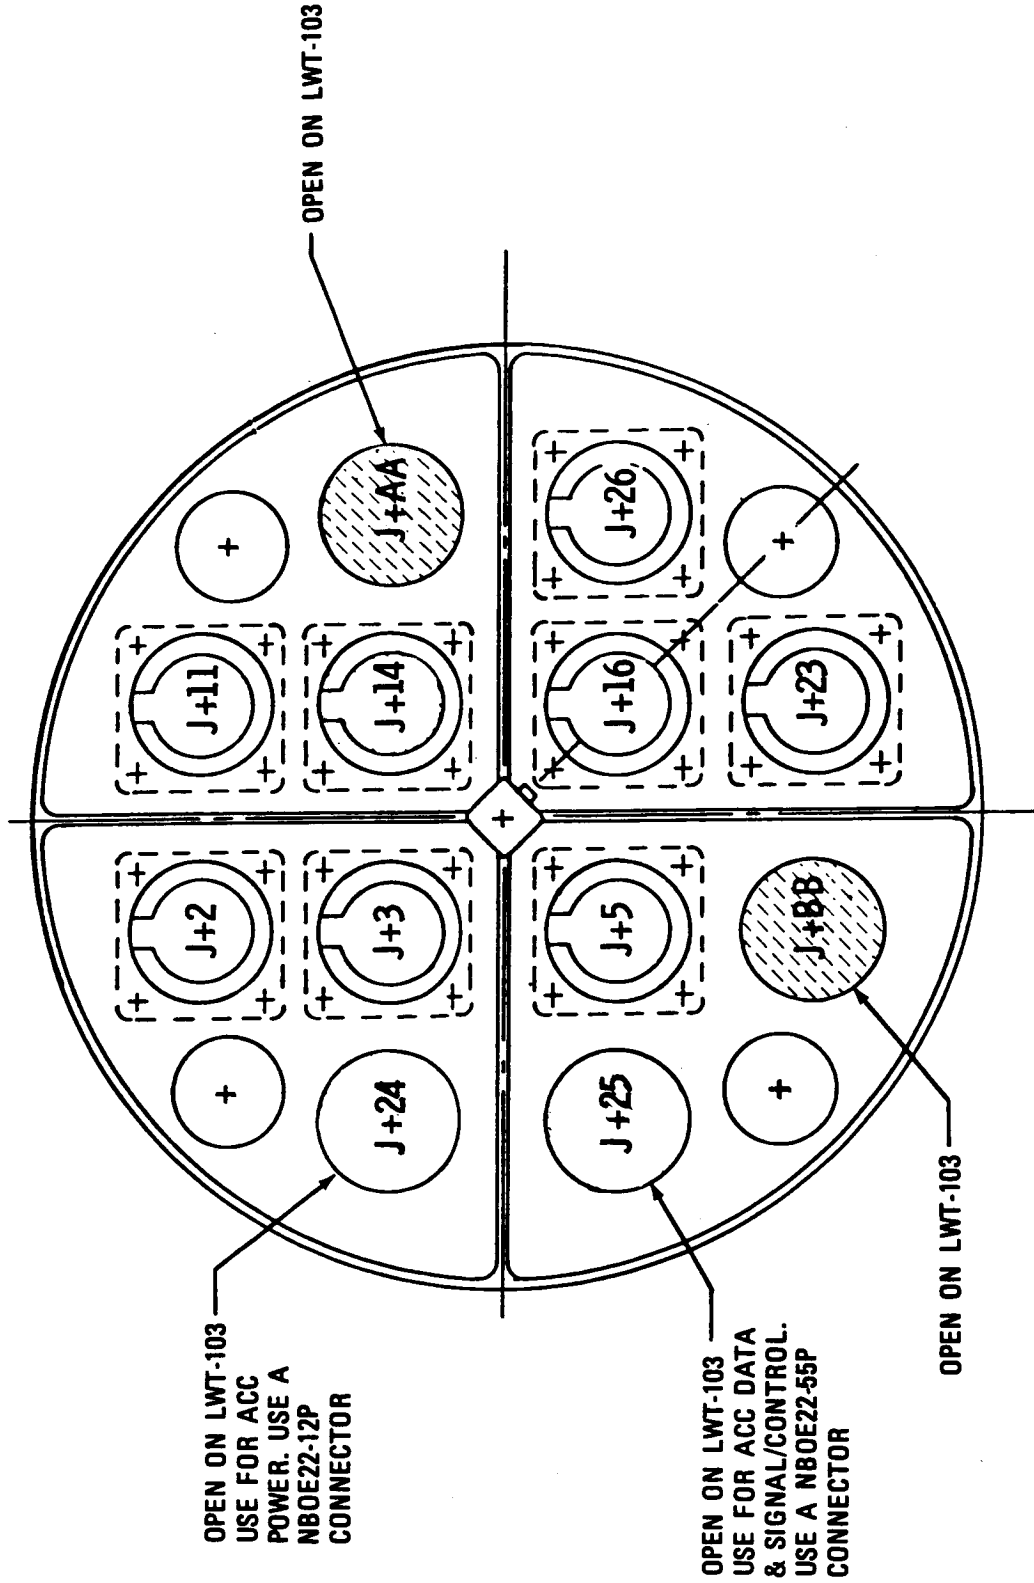 OPEN ON LWT-103
USE FOR ACC
POWER. USE A
NBOE22-12P
CONNECTOR
OPEN ON LWT-103
J+2
J+11
J+24
J+3
J+14
J+AA
J+25
J+5
J+16
J+26
J+BB
J+23
OPEN ON LWT-103
USE FOR ACC DATA
& SIGNAL/CONTROL.
USE A NBOE22-55P
CONNECTOR
OPEN ON LWT-103